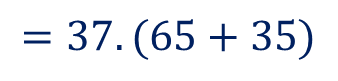 = 37. (65 + 35)